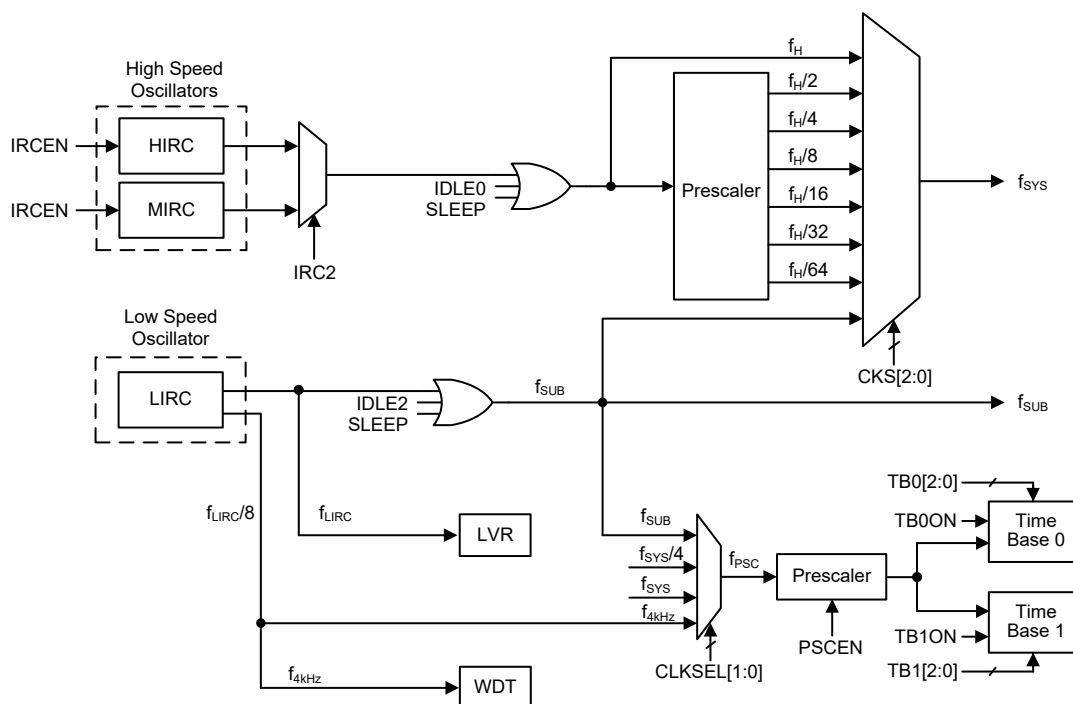 High Speed
Oscillators
IRCEN
HIRC
IRCEN
MIRC
IRC2
IDLE0
SLEEP
Prescaler
fH
fH/2
fH/4
fH/8
fH/16
fH/32
fH/64
CKS[2:0]
fSYS
Low Speed
Oscillator
LIRC
IDLE2
SLEEP
fSUB
fSUB
fLIRC/8
fLIRC
LVR
f4kHz
WDT
fSUB
fSYS/4
fSYS
f4kHz
CLKSEL[1:0]
fPSC
Prescaler
PSCEN
TB0[2:0]
TB0ON
Time
Base 0
Time
Base 1
TB1ON
TB1[2:0]